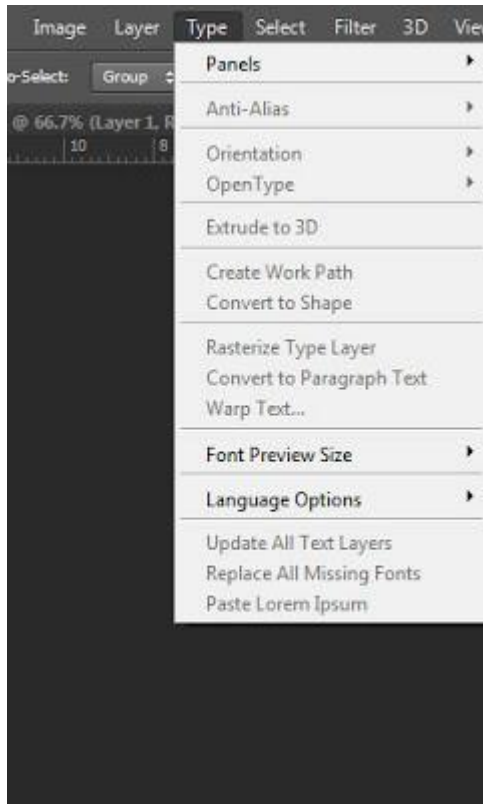 Image Layer Type Select Filter 3D Vie
o-Select: Group
@ 66.7% (Layer 1, R
10 8
Panels
Anti-Alias
Orientation
OpenType
Extrude to 3D
Create Work Path
Convert to Shape
Rasterize Type Layer
Convert to Paragraph Text
Warp Text...
Font Preview Size
Language Options
Update All Text Layers
Replace All Missing Fonts
Paste Lorem Ipsum